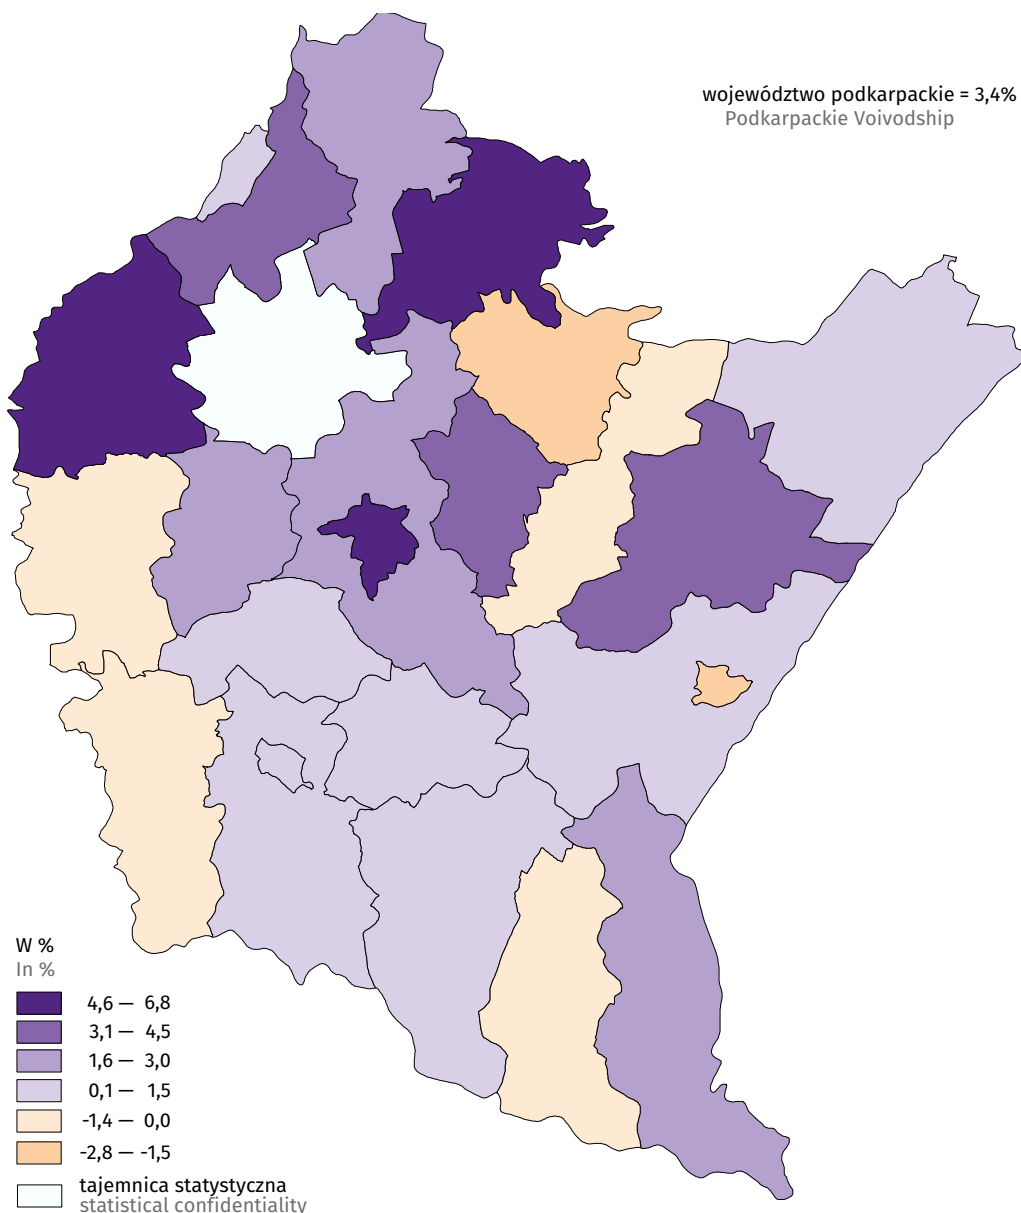 województwo podkarpackie = 3,4%
Podkarpackie Voivodship
W %
In %
4,6 — 6,8
3,1 — 4,5
1,6 — 3,0
0,1 — 1,5
-1,4 — 0,0
-2,8 — -1,5
tajemnica statystyczna
statistical confidentiality